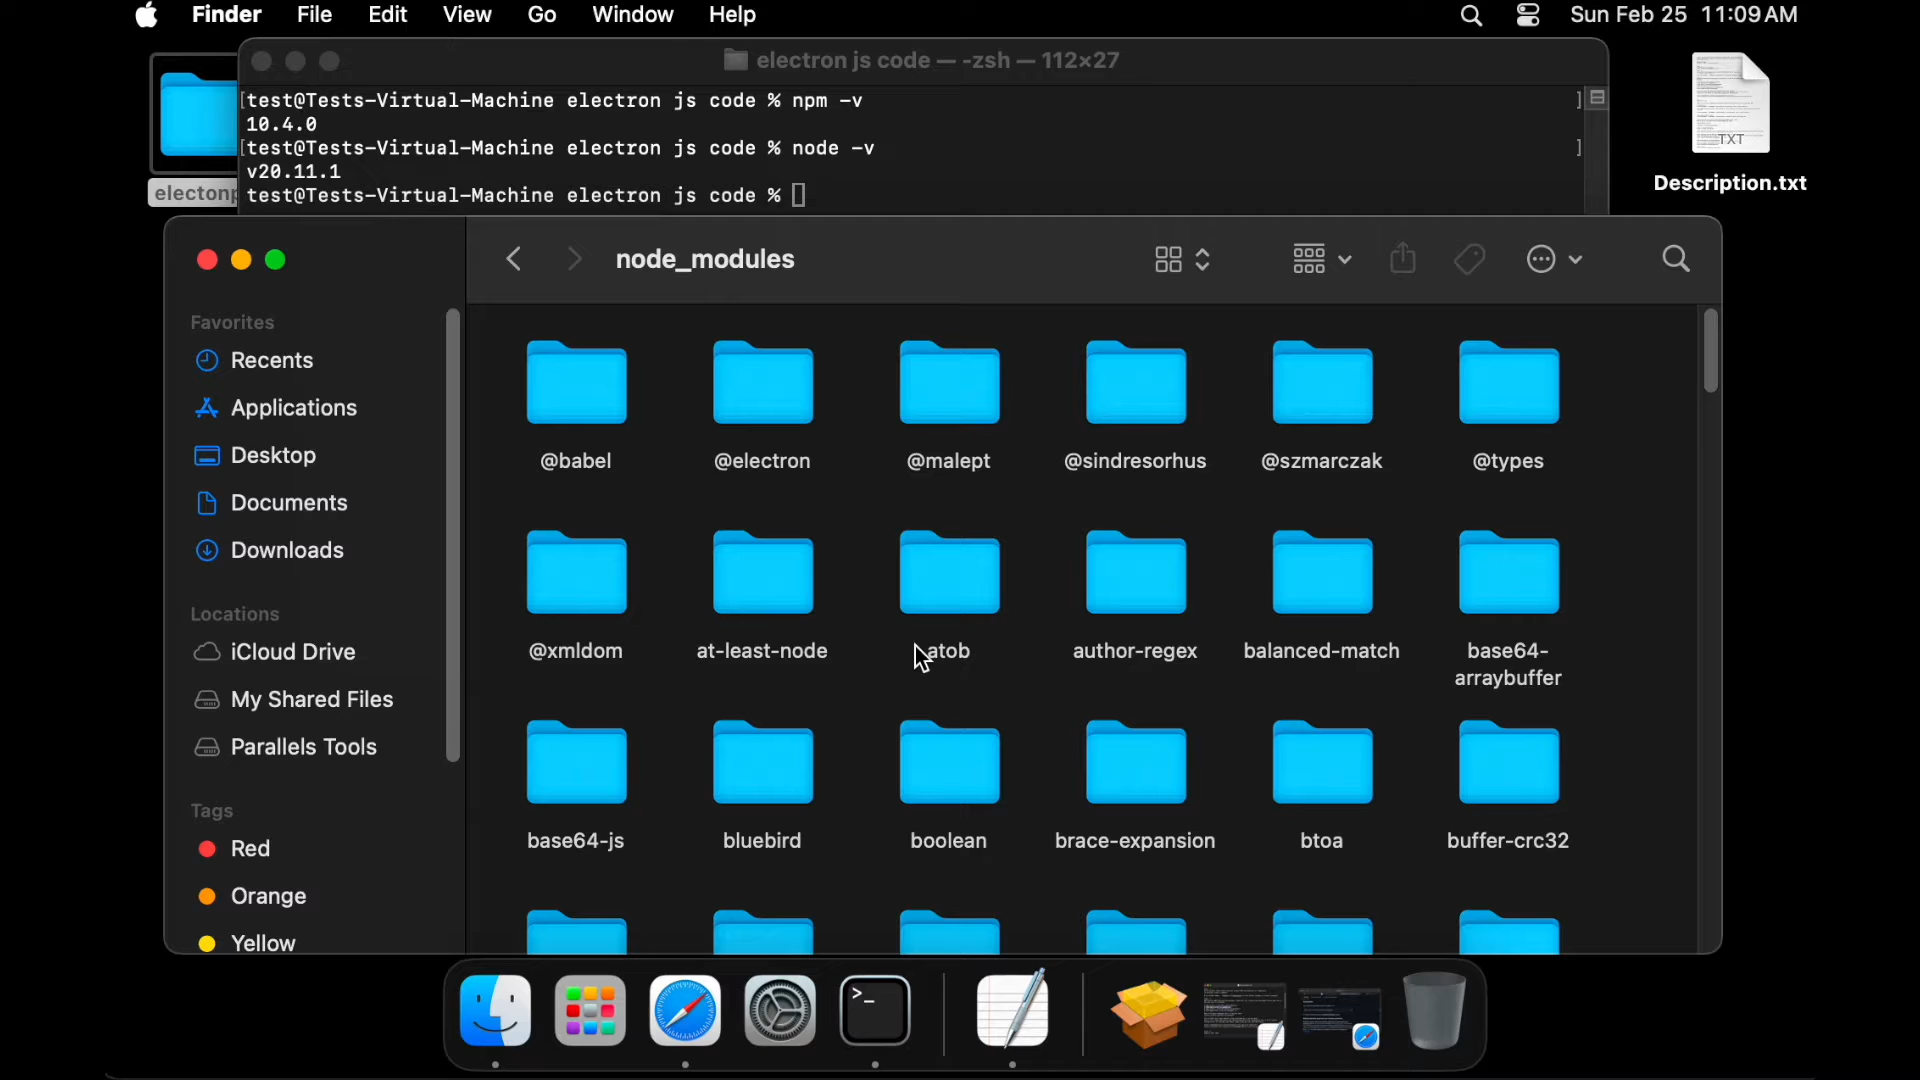 Finder File Edit View Go Window Help Sun Feb 25 11:09 AM
electron js code — -zsh — 112×27
[test@Tests-Virtual-Machine electron js code % npm -v ]
10.4.0
[test@Tests-Virtual-Machine electron js code % node -v ]
v20.11.1
test@Tests-Virtual-Machine electron js code %
electonp
TXT
Description.txt
node_modules
Favorites
Recents
Applications
Desktop
Documents
Downloads
Locations
iCloud Drive
My Shared Files
Parallels Tools
Tags
Red
Orange
Yellow
@babel @electron @malept @sindresorhus @szmarczak @types
@xmldom at-least-node atob author-regex balanced-match base64-
arraybuffer
base64-js bluebird boolean brace-expansion btoa buffer-crc32